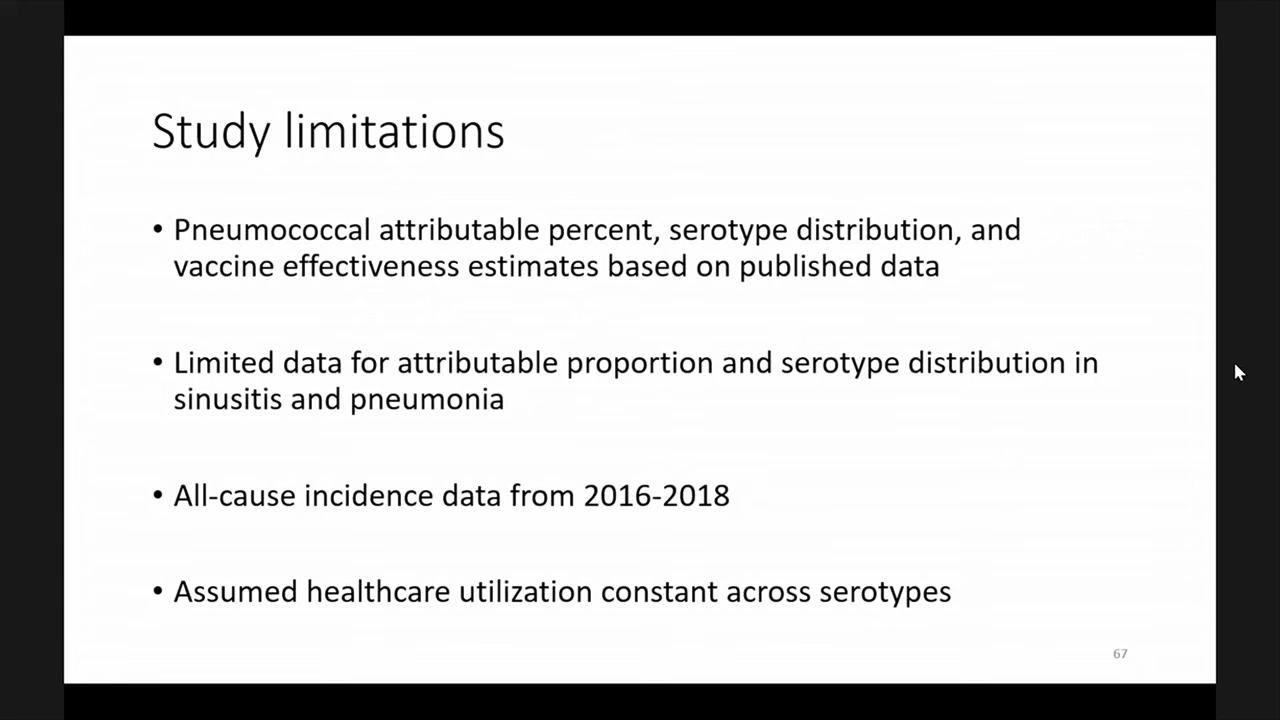 Study limitations
• Pneumococcal attributable percent, serotype distribution, and
vaccine effectiveness estimates based on published data
• Limited data for attributable proportion and serotype distribution in
sinusitis and pneumonia
• All-cause incidence data from 2016-2018
• Assumed healthcare utilization constant across serotypes
67